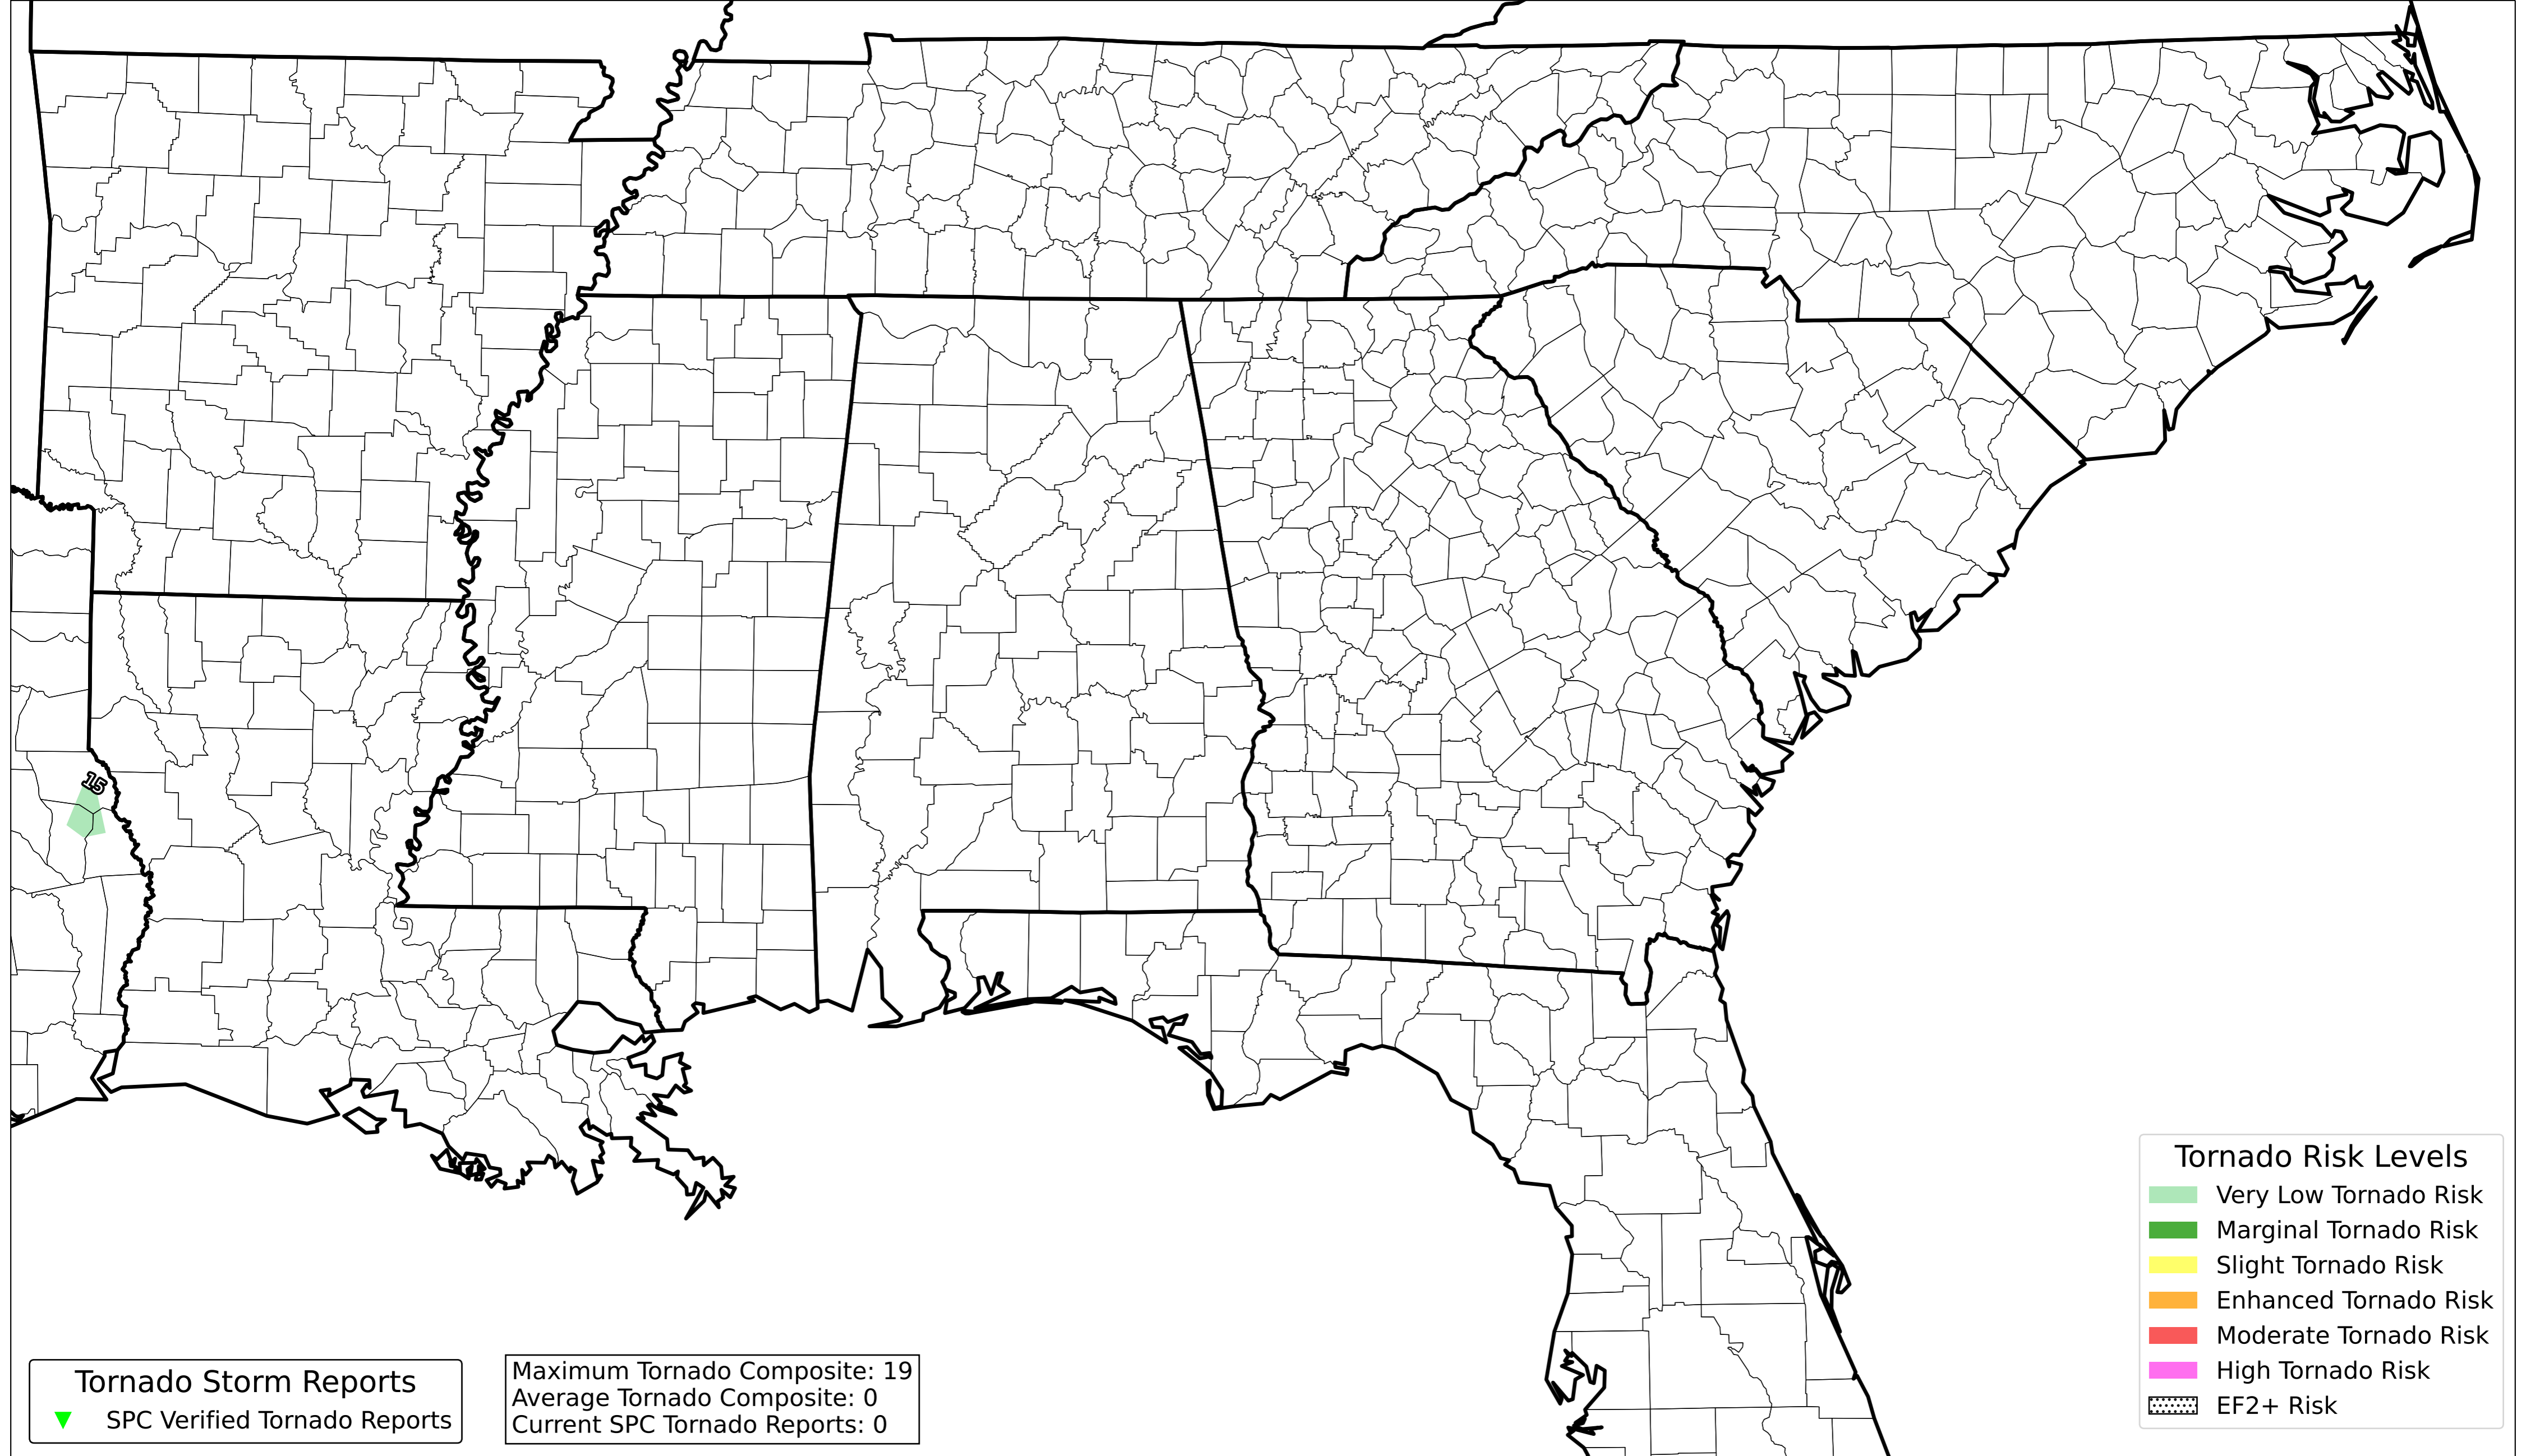 15
Tornado Storm Reports
SPC Verified Tornado Reports
Maximum Tornado Composite: 19
Average Tornado Composite: 0
Current SPC Tornado Reports: 0
Tornado Risk Levels
Very Low Tornado Risk
Marginal Tornado Risk
Slight Tornado Risk
Enhanced Tornado Risk
Moderate Tornado Risk
High Tornado Risk
EF2+ Risk